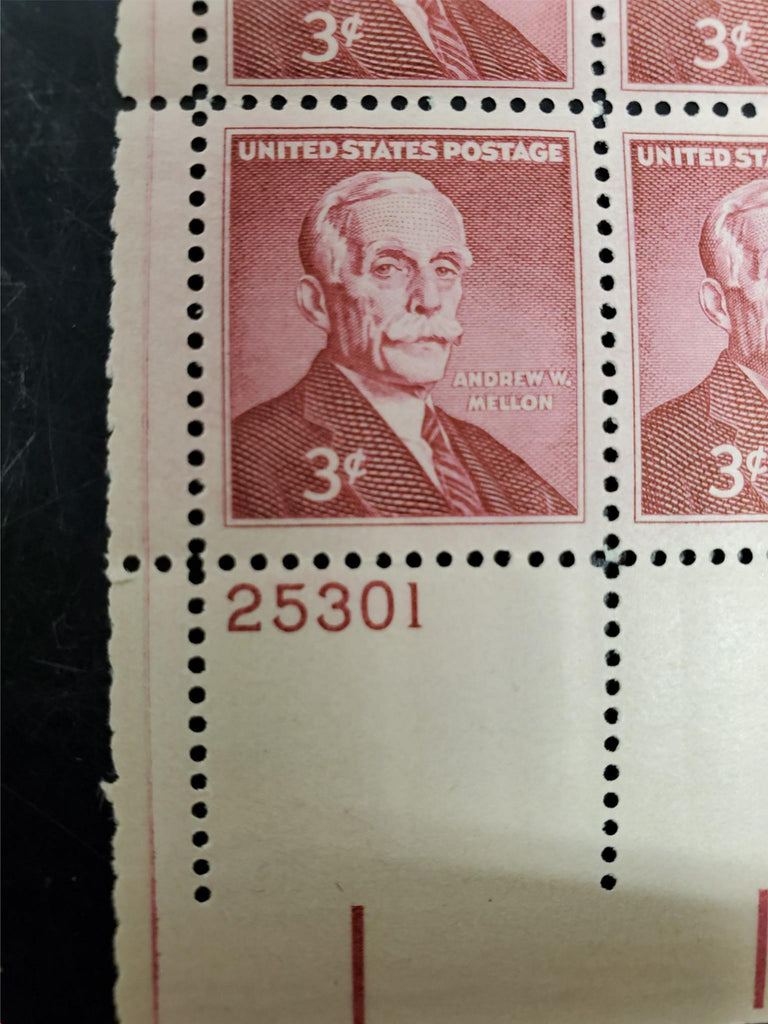 3¢ 3¢
UNITED STATES POSTAGE
UNITED STA
ANDREW W.
MELLON
3¢ 3¢
25301